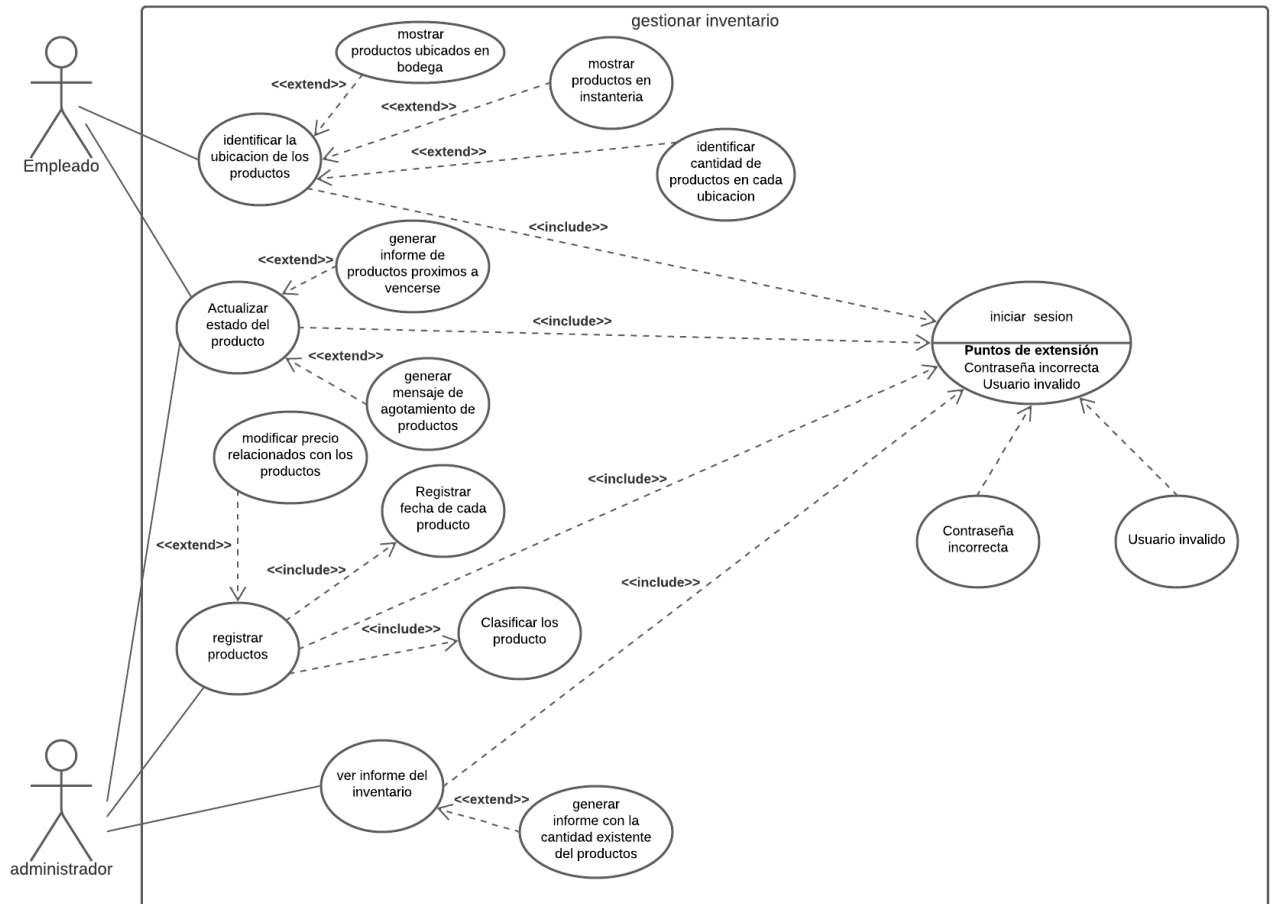 gestionar inventario
Empleado
mostrar
productos ubicados en
bodega
<<extend>>
mostrar
productos en
instanteria
<<extend>>
identificar la
ubicacion de los
productos
<<extend>>
identificar
cantidad de
productos en cada
ubicacion
<<include>>
generar
informe de
productos proximos a
vencerse
<<extend>>
Actualizar
estado del
producto
<<include>>
<<extend>>
generar
mensaje de
agotamiento de
productos
iniciar sesion
Puntos de extensión
Contraseña incorrecta
Usuario invalido
modificar precio
relacionados con los
productos
<<extend>>
Registrar
fecha de cada
producto
<<include>>
<<include>>
Contraseña
incorrecta
Usuario invalido
registrar
productos
<<include>>
Clasificar los
producto
<<include>>
administrador
ver informe del
inventario
<<extend>>
generar
informe con la
cantidad existente
del productos